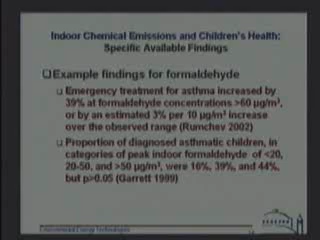 Indoor Chemical Emissions and Children's Health:
Specific Available Findings
❑Example findings for formaldehyde
❑ Emergency treatment for asthma increased by
39% at formaldehyde concentrations >60 µg/m³,
or by an estimated 3% per 10 µg/m³ increase
over the observed range (Rumchev 2002)
❑ Proportion of diagnosed asthmatic children, in
categories of peak indoor formaldehyde of <20,
20-50, and >50 µg/m³, were 16%, 39%, and 44%,
but p>0.05 (Garrett 1999)
Environmental Energy Technologies